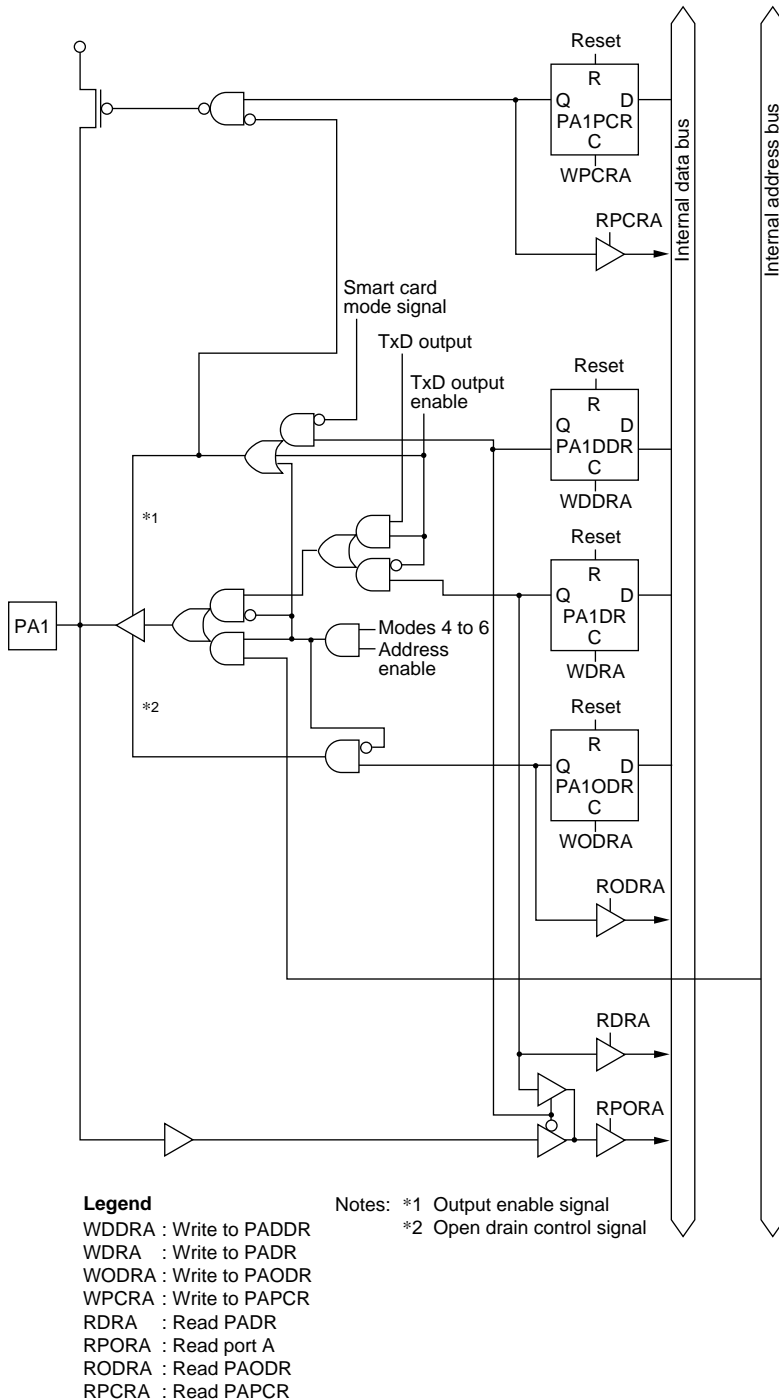 Reset
R
Q D
PA1PCR
C
WPCRA
RPCRA
Internal data bus
Internal address bus
Smart card
mode signal
TxD output
TxD output
enable
Reset
R
Q D
PA1DDR
C
WDDRA
*1
Reset
R
Q D
PA1DR
C
WDRA
PA1
Modes 4 to 6
Address
enable
*2
Reset
R
Q D
PA1ODR
C
WODRA
RODRA
RDRA
RPORA
Legend
WDDRA : Write to PADDR
WDRA : Write to PADR
WODRA : Write to PAODR
WPCRA : Write to PAPCR
RDRA : Read PADR
RPORA : Read port A
RODRA : Read PAODR
RPCRA : Read PAPCR
Notes: *1 Output enable signal
*2 Open drain control signal